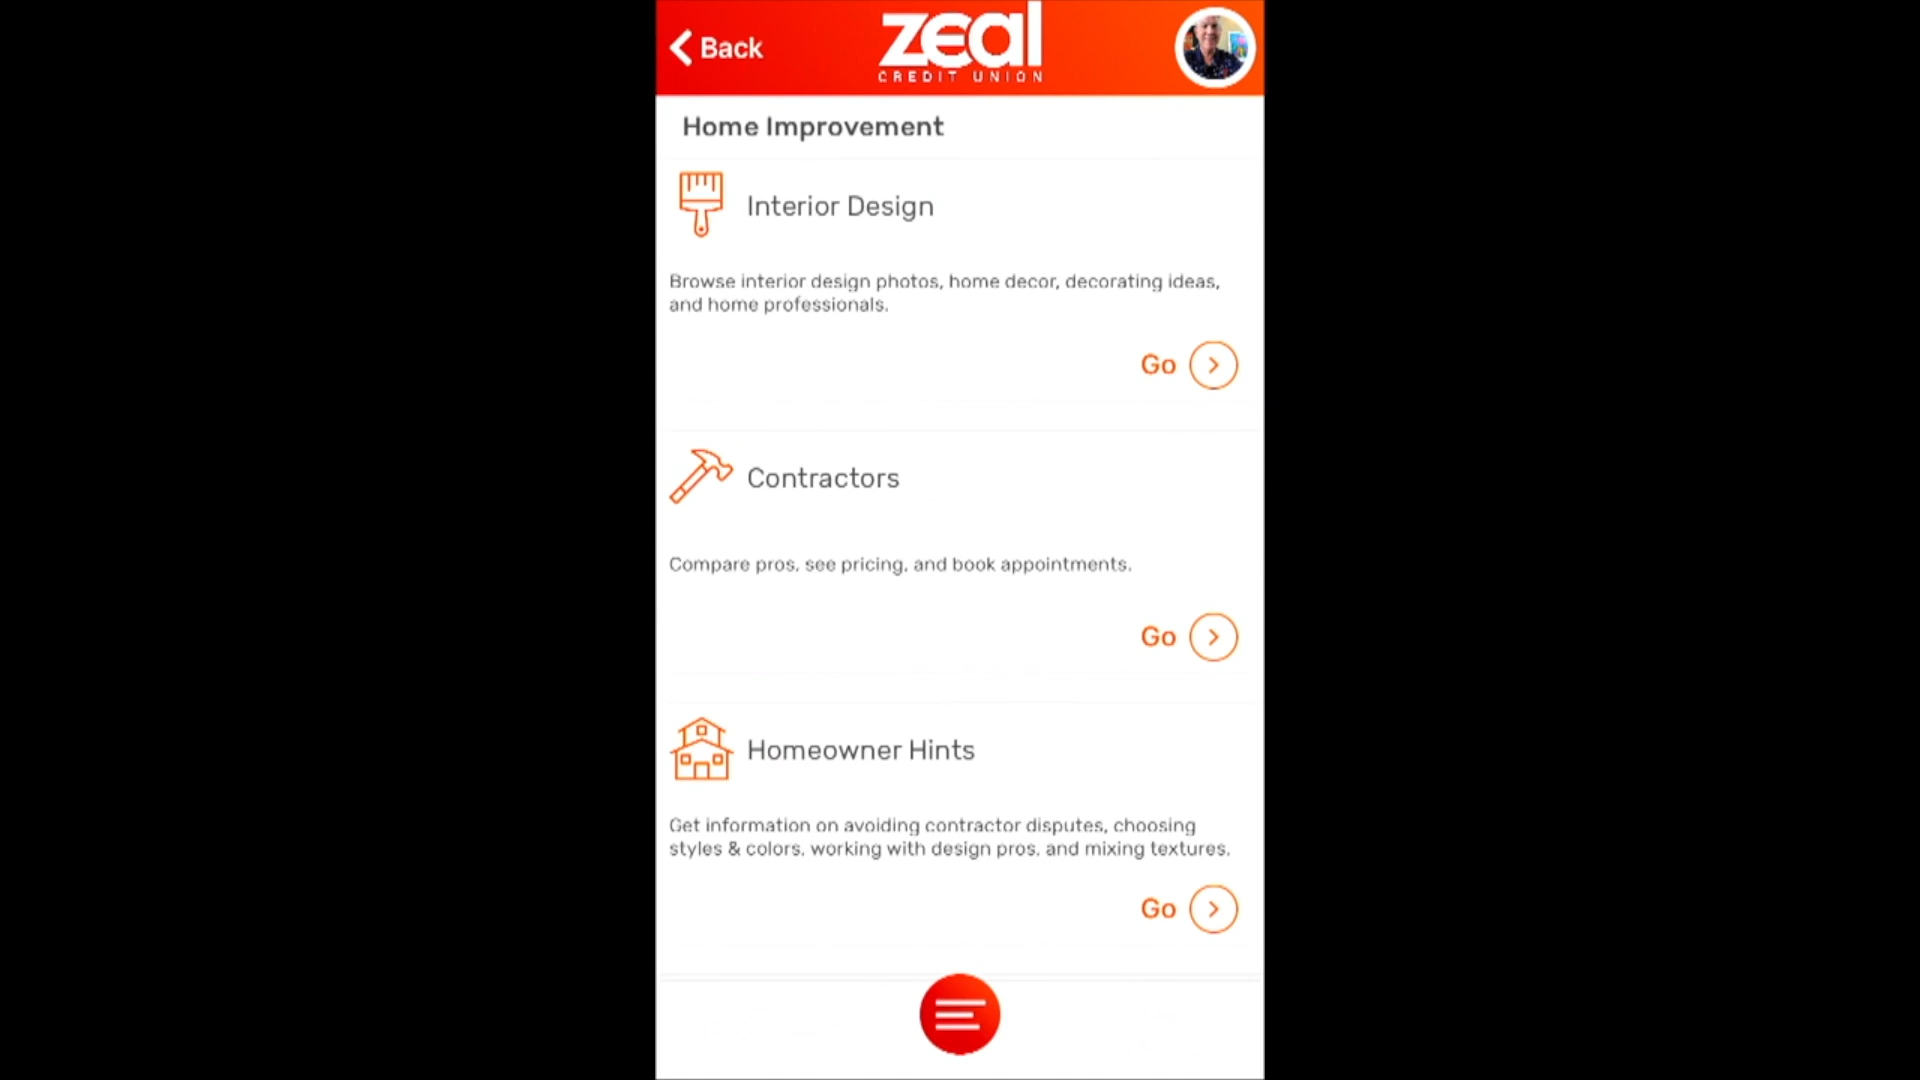 Back
zeal
CREDIT UNION
Home Improvement
Interior Design
Browse interior design photos, home decor, decorating ideas,
and home professionals.
Go
Contractors
Compare pros, see pricing, and book appointments.
Go
Homeowner Hints
Get information on avoiding contractor disputes, choosing
styles & colors, working with design pros, and mixing textures.
Go